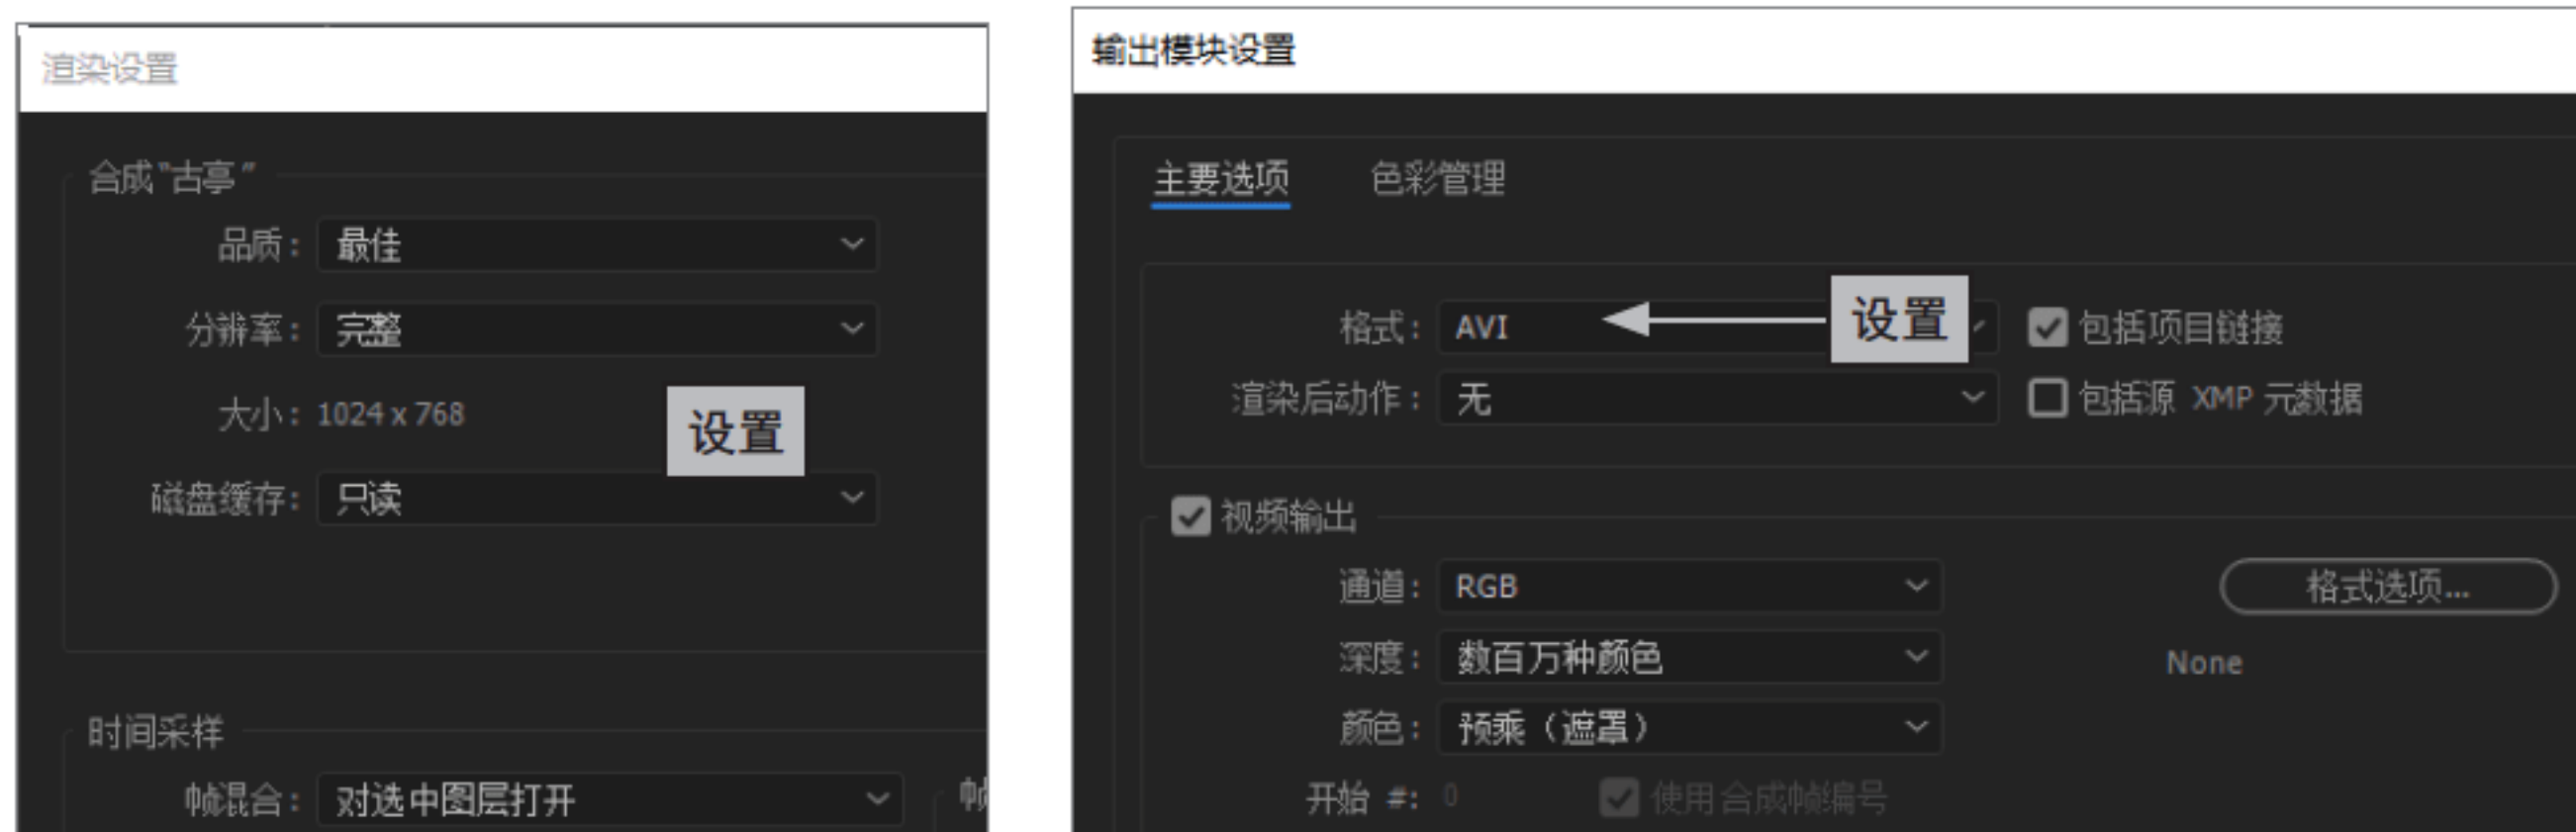 渲染设置
合成"古亭"
品质: 最佳
分辨率: 完整
大小: 1024 x 768
设置
磁盘缓存: 只读
时间采样
帧混合: 对选中图层打开
帧
输出模块设置
主要选项 色彩管理
格式: AVI 设置 包括项目链接
渲染后动作: 无 包括源 XMP 元数据
视频输出
通道: RGB 格式选项...
深度: 数百万种颜色 None
颜色: 预乘（遮罩）
开始 #: 0 使用合成帧编号